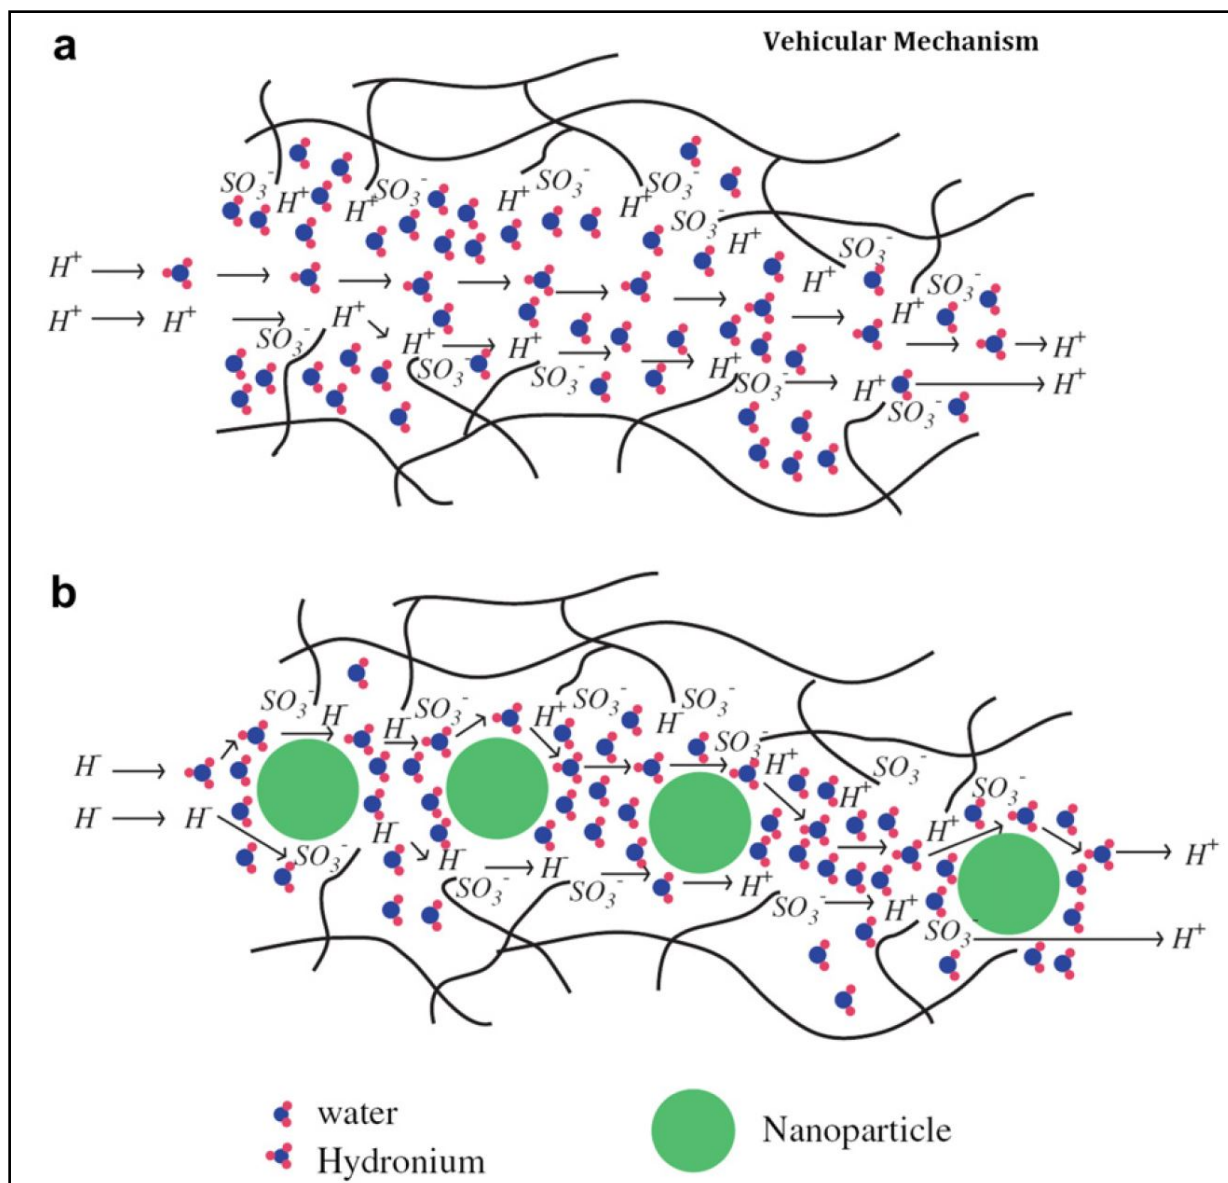 a
Vehicular Mechanism
SO₃⁻ H⁺ H⁺ SO₃⁻ H⁺ SO₃⁻ H⁺ SO₃⁻
SO₃⁻ H⁺ SO₃⁻
H⁺ H⁺ SO₃⁻
H⁺ H⁺
H⁺ H⁺ SO₃⁻ H⁺ H⁺
H⁺ H⁺ H⁺
SO₃⁻ SO₃⁻ H⁺ SO₃⁻ H⁺ SO₃⁻ H⁺
b
SO₃⁻ H⁻ H⁻ SO₃⁻ H⁺ SO₃⁻ H⁻ SO₃⁻
SO₃⁻ H⁺ SO₃⁻
H⁻ H⁺ SO₃⁻
H⁻ H⁻ H⁻ H⁺
SO₃⁻ H⁻ H⁻ H⁺
SO₃⁻ SO₃⁻ H⁺ SO₃⁻ H⁺
SO₃⁻ H⁺
water
Hydronium
Nanoparticle